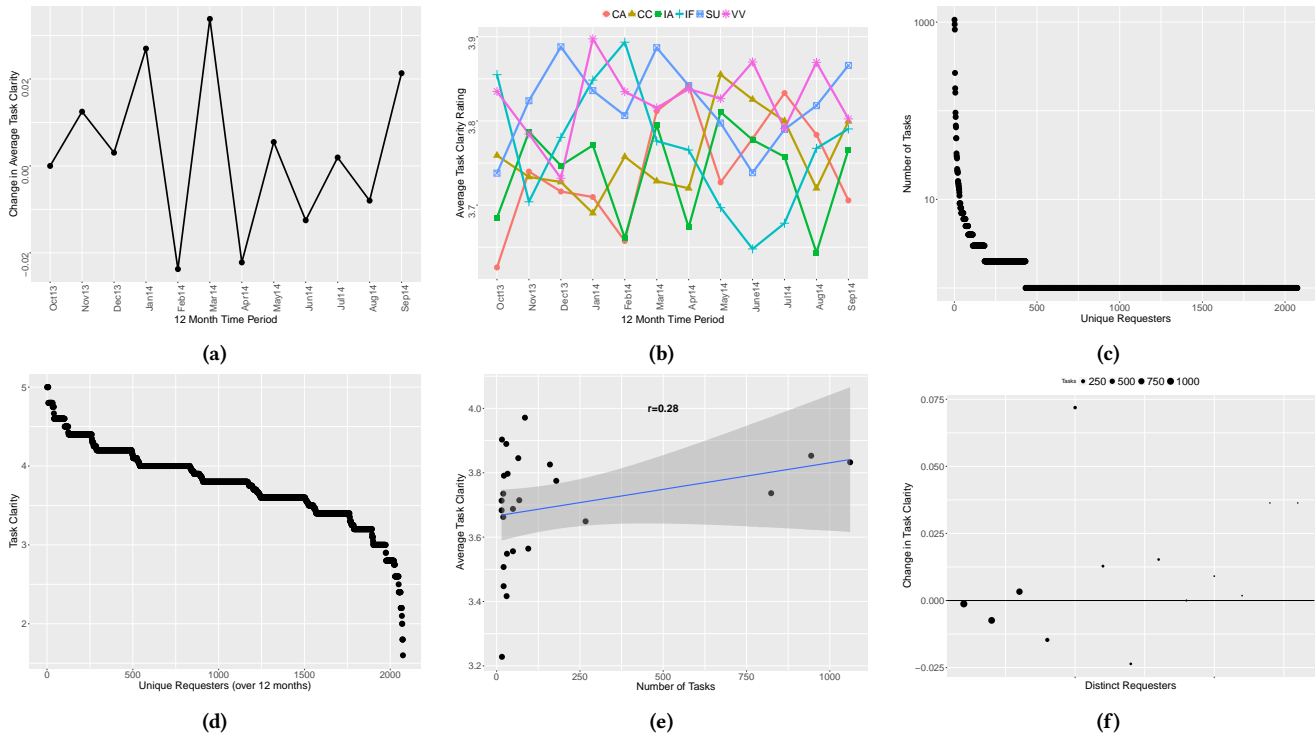 Change in Average Task Clarity
0.02
0.00
−0.02
Oct13
Nov13
Dec13
Jan14
Feb14
Mar14
Apr14
May14
Jun14
Jul14
Aug14
Sep14
12 Month Time Period
(a)
CA CC IA IF SU VV
Average Task Clarity Rating
3.9
3.8
3.7
Oct13
Nov13
Dec13
Jan14
Feb14
Mar14
Apr14
May14
June14
Jul14
Aug14
Sep14
12 Month Time Period
(b)
Number of Tasks
1000
10
0 500 1000 1500 2000
Unique Requesters
(c)
Task Clarity
5
4
3
2
0 500 1000 1500 2000
Unique Requesters (over 12 months)
(d)
Average Task Clarity
r=0.28
4.0
3.8
3.6
3.4
3.2
0 250 500 750 1000
Number of Tasks
(e)
Tasks 250 500 750 1000
Change in Task Clarity
0.075
0.050
0.025
0.000
−0.025
Distinct Requesters
(f)